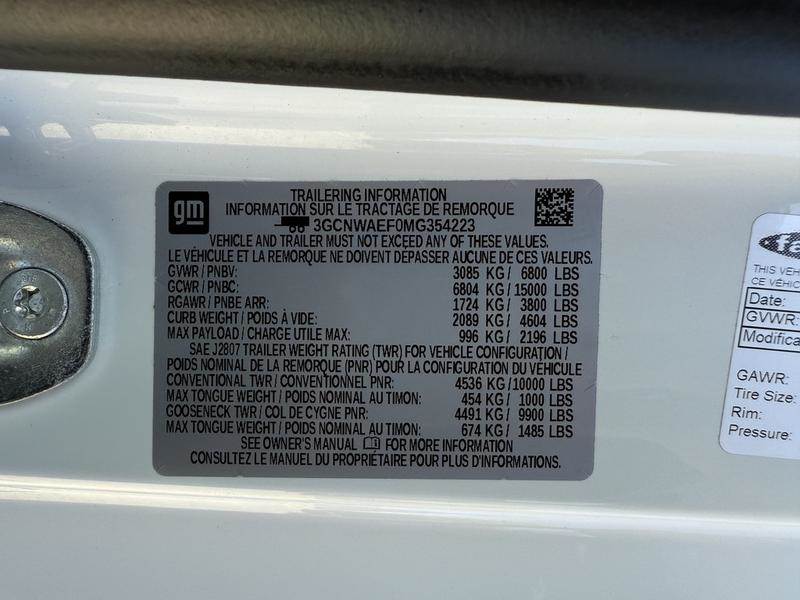 gm
TRAILERING INFORMATION
INFORMATION SUR LE TRACTAGE DE REMORQUE
3GCNWAEF0MG354223
VEHICLE AND TRAILER MUST NOT EXCEED ANY OF THESE VALUES.
LE VÉHICULE ET LA REMORQUE NE DOIVENT DÉPASSER AUCUNE DE CES VALEURS.
GVWR / PNBV: 3085 KG / 6800 LBS
GCWR / PNBC: 6804 KG / 15000 LBS
RGAWR / PNBE ARR: 1724 KG / 3800 LBS
CURB WEIGHT / POIDS À VIDE: 2089 KG / 4604 LBS
MAX PAYLOAD / CHARGE UTILE MAX: 996 KG / 2196 LBS
SAE J2807 TRAILER WEIGHT RATING (TWR) FOR VEHICLE CONFIGURATION /
POIDS NOMINAL DE LA REMORQUE (PNR) POUR LA CONFIGURATION DU VÉHICULE
CONVENTIONAL TWR / CONVENTIONNEL PNR: 4536 KG / 10000 LBS
MAX TONGUE WEIGHT / POIDS NOMINAL AU TIMON: 454 KG / 1000 LBS
GOOSENECK TWR / COL DE CYGNE PNR: 4491 KG / 9900 LBS
MAX TONGUE WEIGHT / POIDS NOMINAL AU TIMON: 674 KG / 1485 LBS
SEE OWNER'S MANUAL FOR MORE INFORMATION
CONSULTEZ LE MANUEL DU PROPRIÉTAIRE POUR PLUS D'INFORMATIONS.
THIS VEH
CE VÉHIC
Date:
GVWR:
Modifica
GAWR:
Tire Size:
Rim:
Pressure: